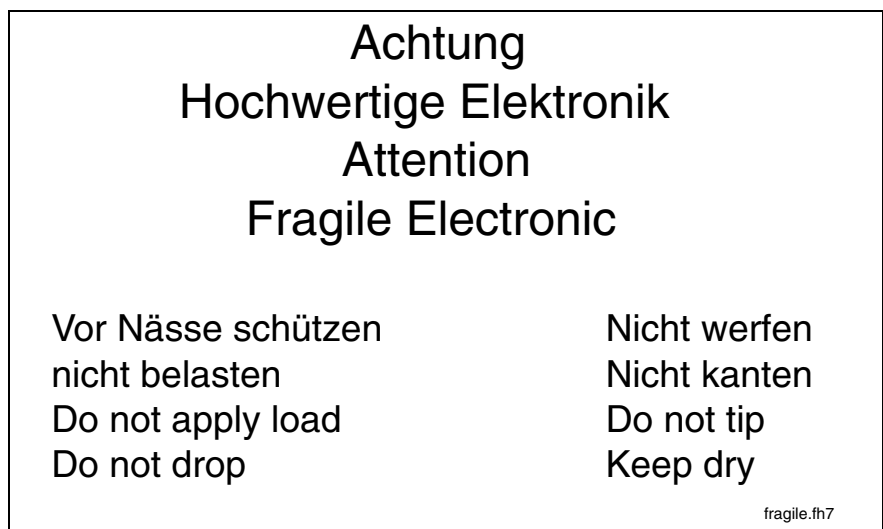 Achtung
Hochwertige Elektronik
Attention
Fragile Electronic
Vor Nässe schützen
nicht belasten
Do not apply load
Do not drop
Nicht werfen
Nicht kanten
Do not tip
Keep dry
fragile.fh7